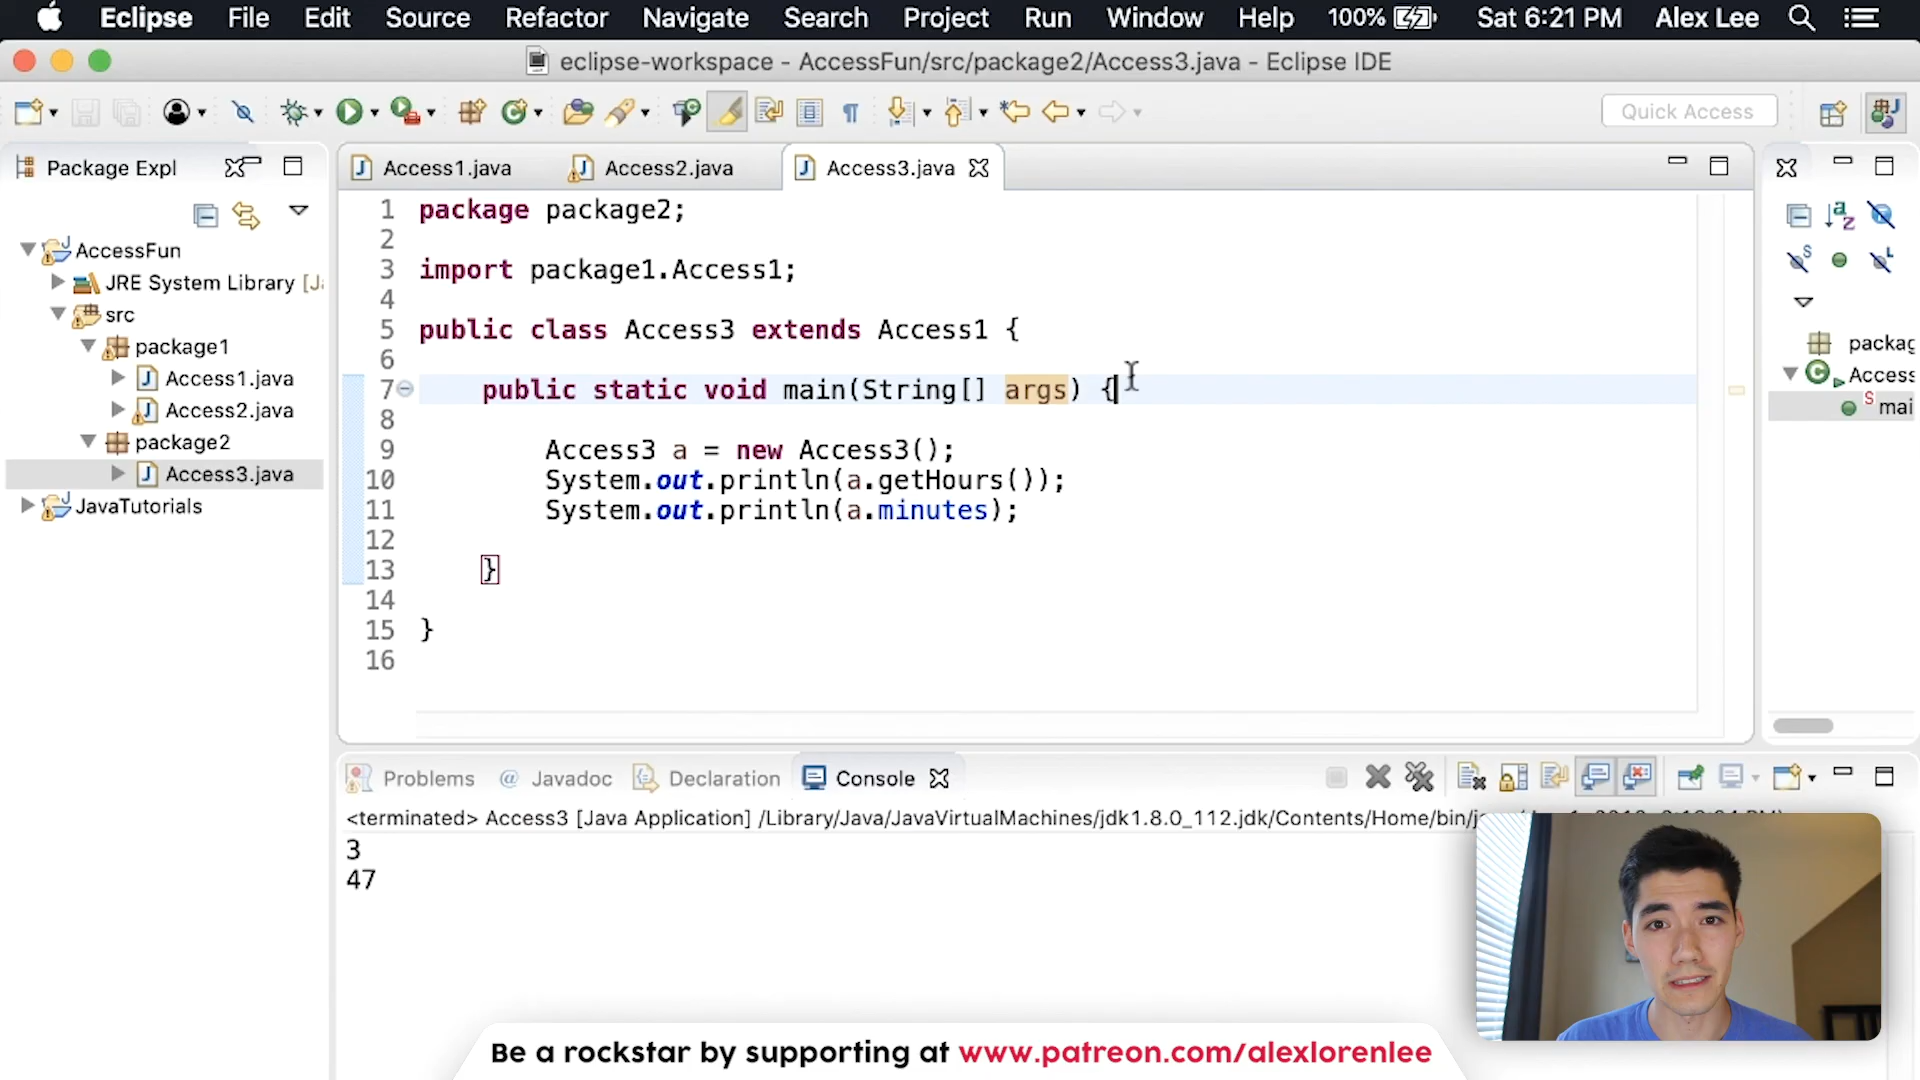 Eclipse File Edit Source Refactor Navigate Search Project Run Window Help 100% Sat 6:21 PM Alex Lee
eclipse-workspace - AccessFun/src/package2/Access3.java - Eclipse IDE
Quick Access
Package Expl
Access1.java Access2.java Access3.java
AccessFun
JRE System Library [Ja
src
package1
Access1.java
Access2.java
package2
Access3.java
JavaTutorials
1 package package2;
2
3 import package1.Access1;
4
5 public class Access3 extends Access1 {
6
7 public static void main(String[] args) {
8
9 Access3 a = new Access3();
10 System.out.println(a.getHours());
11 System.out.println(a.minutes);
12
13 }
14
15 }
16
packag
Access
mai
Problems Javadoc Declaration Console
<terminated> Access3 [Java Application] /Library/Java/JavaVirtualMachines/jdk1.8.0_112.jdk/Contents/Home/bin/
3
47
Be a rockstar by supporting at www.patreon.com/alexlorenlee